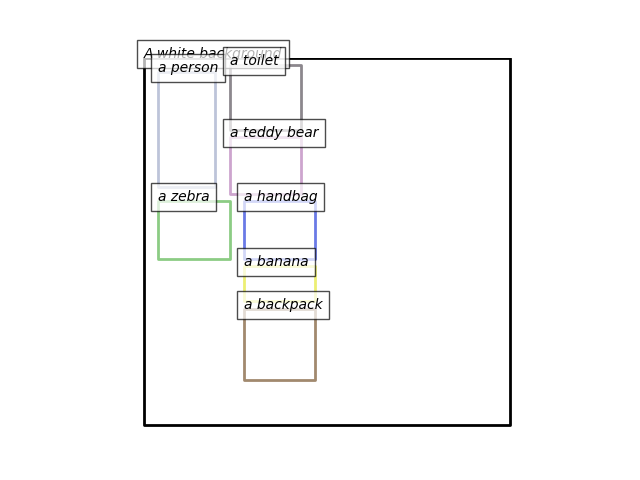 A white background
a person
a toilet
a teddy bear
a zebra
a handbag
a banana
a backpack